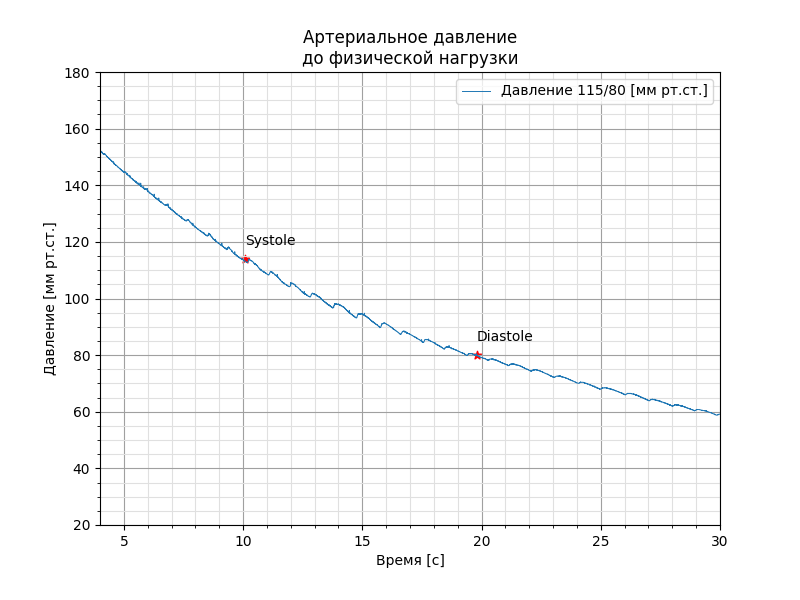 Артериальное давление
до физической нагрузки
Давление 115/80 [мм рт.ст.]
Systole
Diastole
Давление [мм рт.ст.]
180
160
140
120
100
80
60
40
20
5
10
15
20
25
30
Время [с]